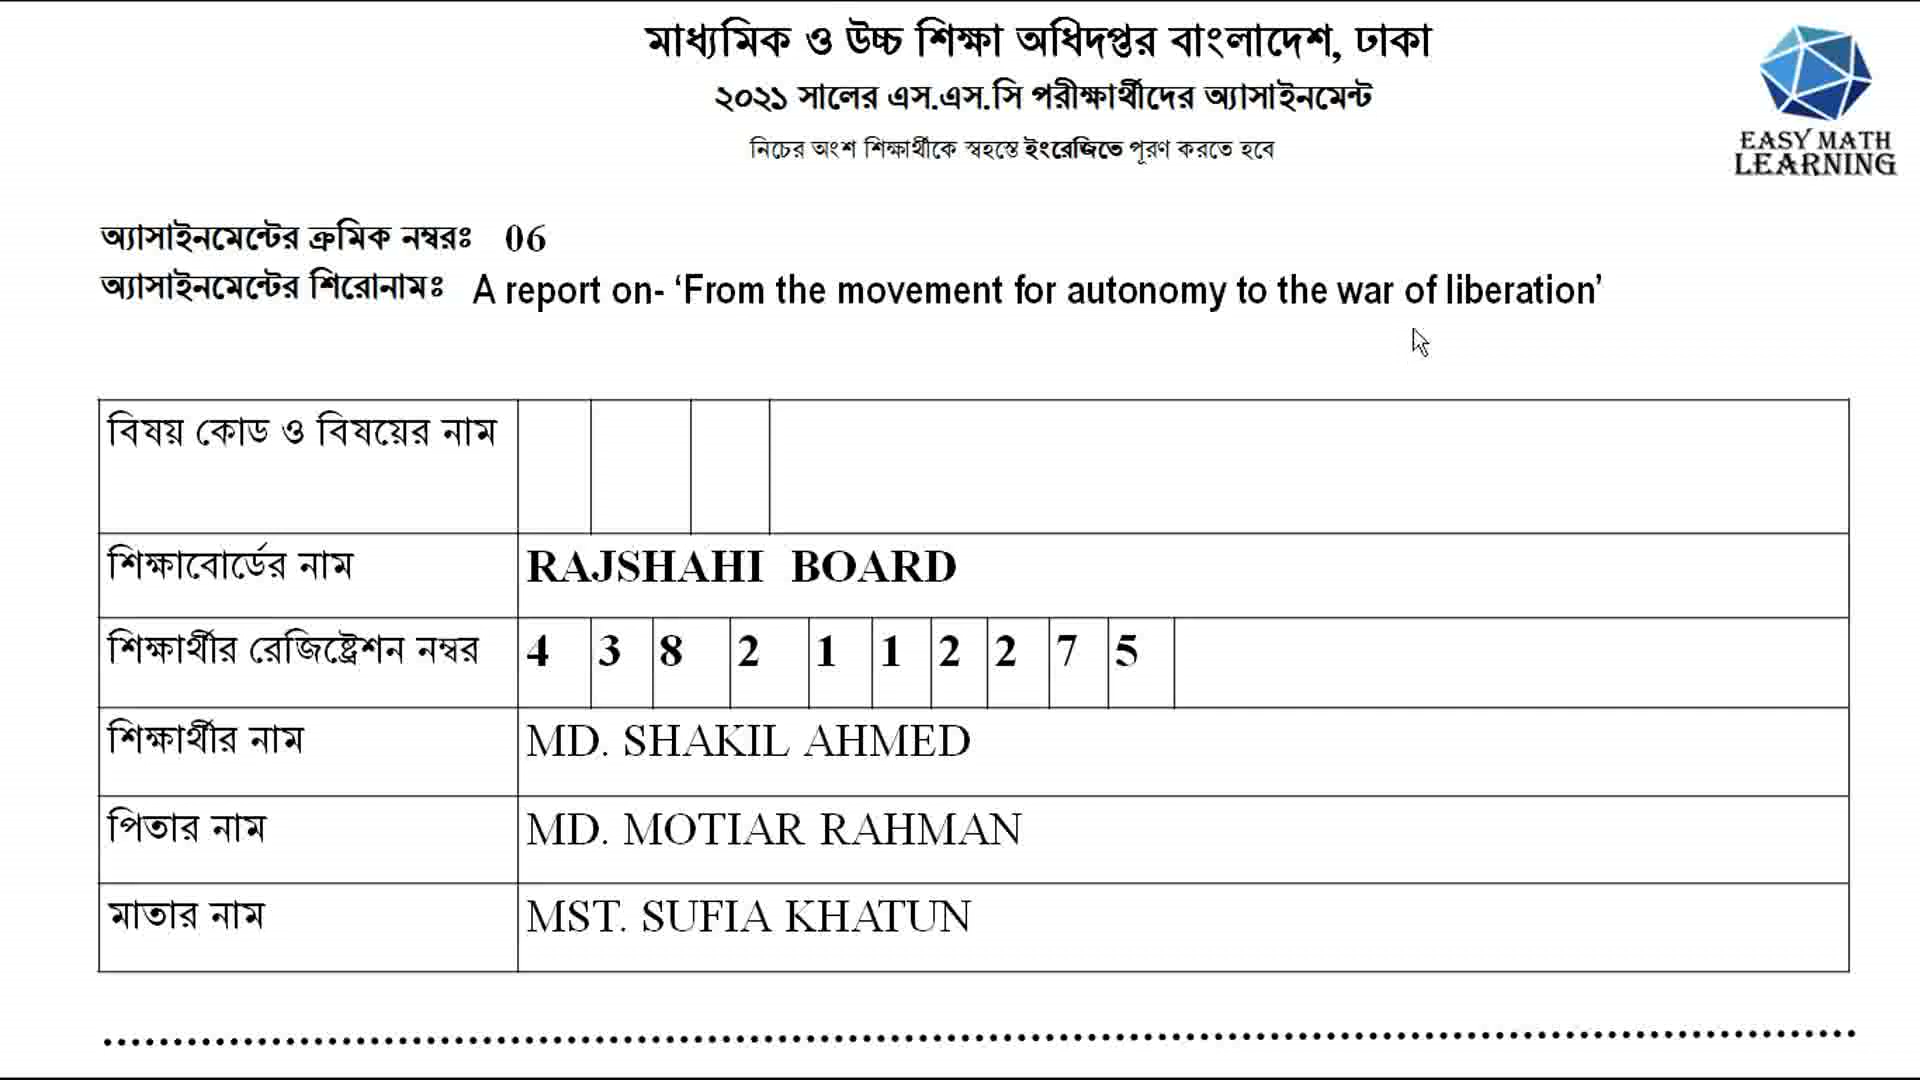 মাধ্যমিক ও উচ্চ শিক্ষা অধিদপ্তর বাংলাদেশ, ঢাকা
২০২১ সালের এস.এস.সি পরীক্ষার্থীদের অ্যাসাইনমেন্ট
নিচের অংশ শিক্ষার্থীকে স্বহস্তে ইংরেজিতে পূরণ করতে হবে
EASY MATH
LEARNING
অ্যাসাইনমেন্টের ক্রমিক নম্বরঃ 06
অ্যাসাইনমেন্টের শিরোনামঃ A report on- ‘From the movement for autonomy to the war of liberation’
বিষয় কোড ও বিষয়ের নাম
শিক্ষাবোর্ডের নাম RAJSHAHI BOARD
শিক্ষার্থীর রেজিষ্ট্রেশন নম্বর 4 3 8 2 1 1 2 2 7 5
শিক্ষার্থীর নাম MD. SHAKIL AHMED
পিতার নাম MD. MOTIAR RAHMAN
মাতার নাম MST. SUFIA KHATUN